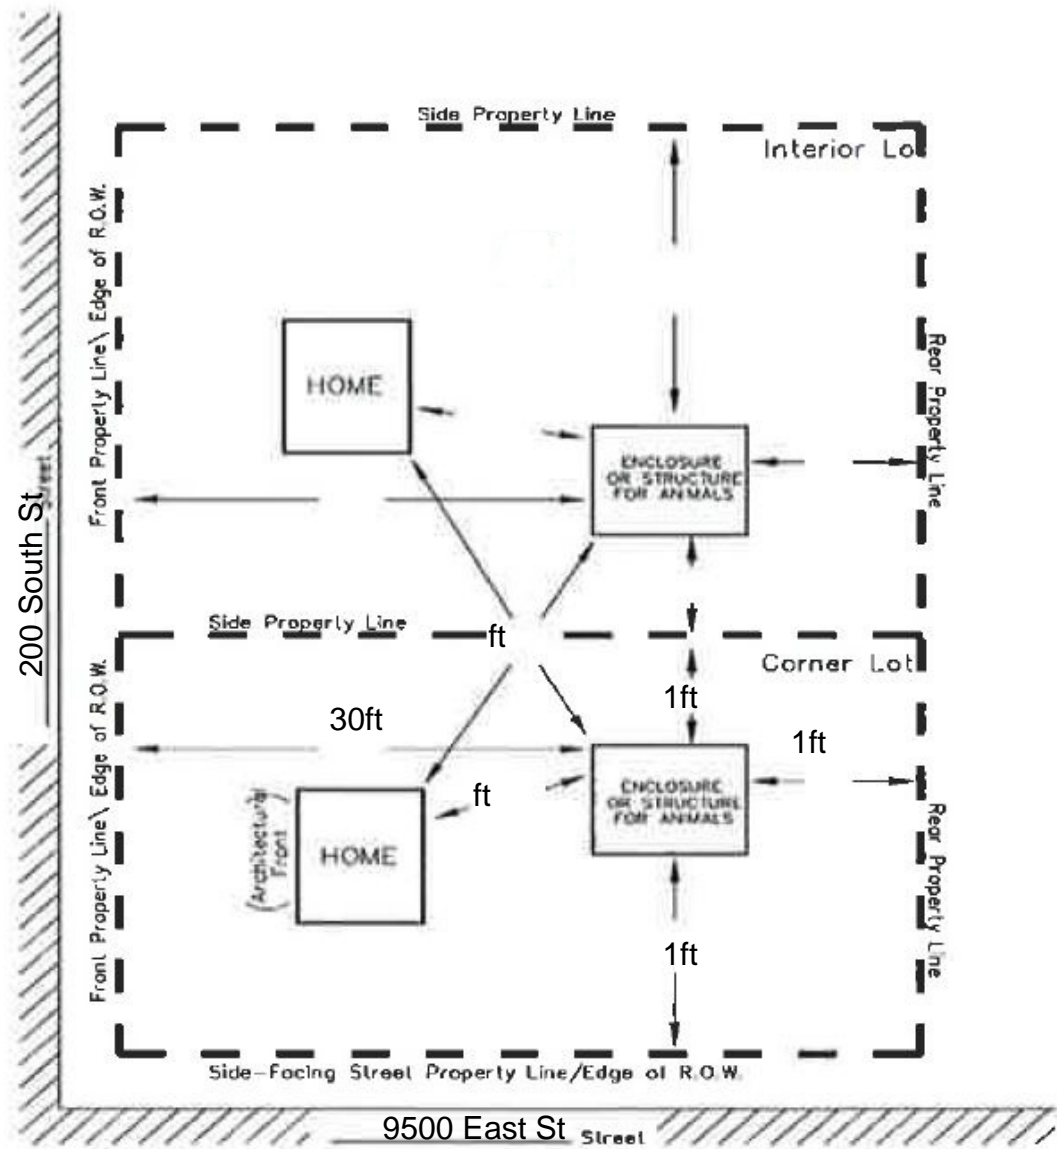 Side Property Line
Interior Lo
Front Property Line\ Edge of R.O.W.
HOME
ENCLOSURE
OR STRUCTURE
FOR ANIMALS
Rear Property Line
200 South St
Street
Side Property Line
ft
Corner Lot
Front Property Line\ Edge of R.O.W.
30ft
1ft
1ft
ft
(Architectural
Front)
HOME
ENCLOSURE
OR STRUCTURE
FOR ANIMALS
Rear Property Line
1ft
Side-Facing Street Property Line/Edge of R.O.W.
9500 East St Street